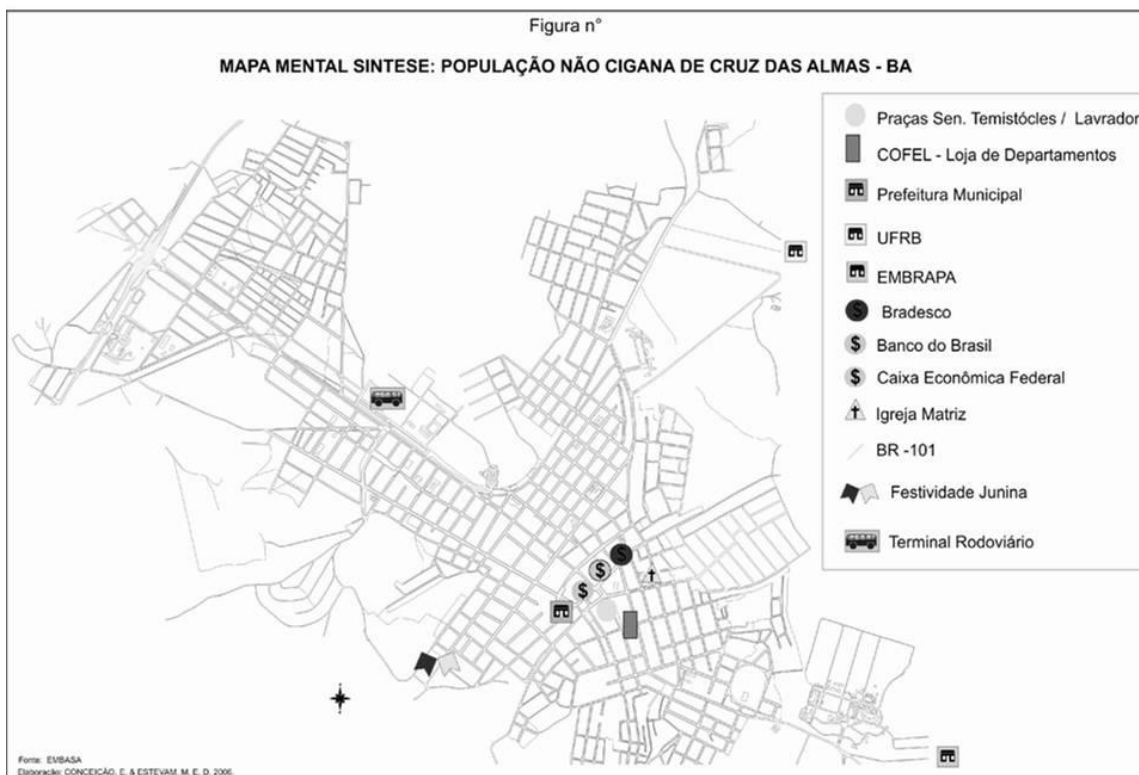 Figura n°
MAPA MENTAL SINTESE: POPULAÇÃO NÃO CIGANA DE CRUZ DAS ALMAS - BA
Praças Sen. Temistócles / Lavrador
COFEL - Loja de Departamentos
Prefeitura Municipal
UFRB
EMBRAPA
$ Bradesco
$ Banco do Brasil
$ Caixa Econômica Federal
Igreja Matriz
BR -101
Festividade Junina
Terminal Rodoviário
$
$
$
Fonte: EMBASA
Elaboração: CONCEIÇÃO, E. & ESTEVAM, M. E. D. 2006.